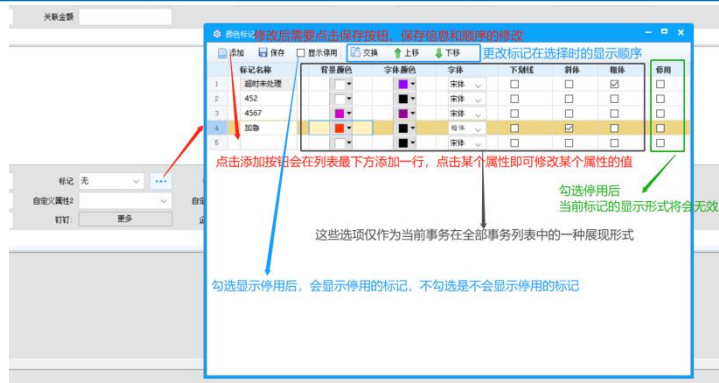 关联金额
颜色标记
修改后需要点击保存按钮，保存信息和顺序的修改
添加 保存 显示停用 交换 上移 下移
更改标记在选择时的显示顺序
标记名称 背景颜色 字体颜色 字体 下划线 斜体 粗体 停用
1 超时未处理 宋体
2 452 宋体
3 4567 宋体
4 加急 楷体
5 宋体
点击添加按钮会在列表最下方添加一行，点击某个属性即可修改某个属性的值
标记 无 ...
自定义属性2 自定
钉钉: 更多
勾选停用后
当前标记的显示形式将会无效
这些选项仅作为当前事务在全部事务列表中的一种展现形式
勾选显示停用后，会显示停用的标记，不勾选是不会显示停用的标记